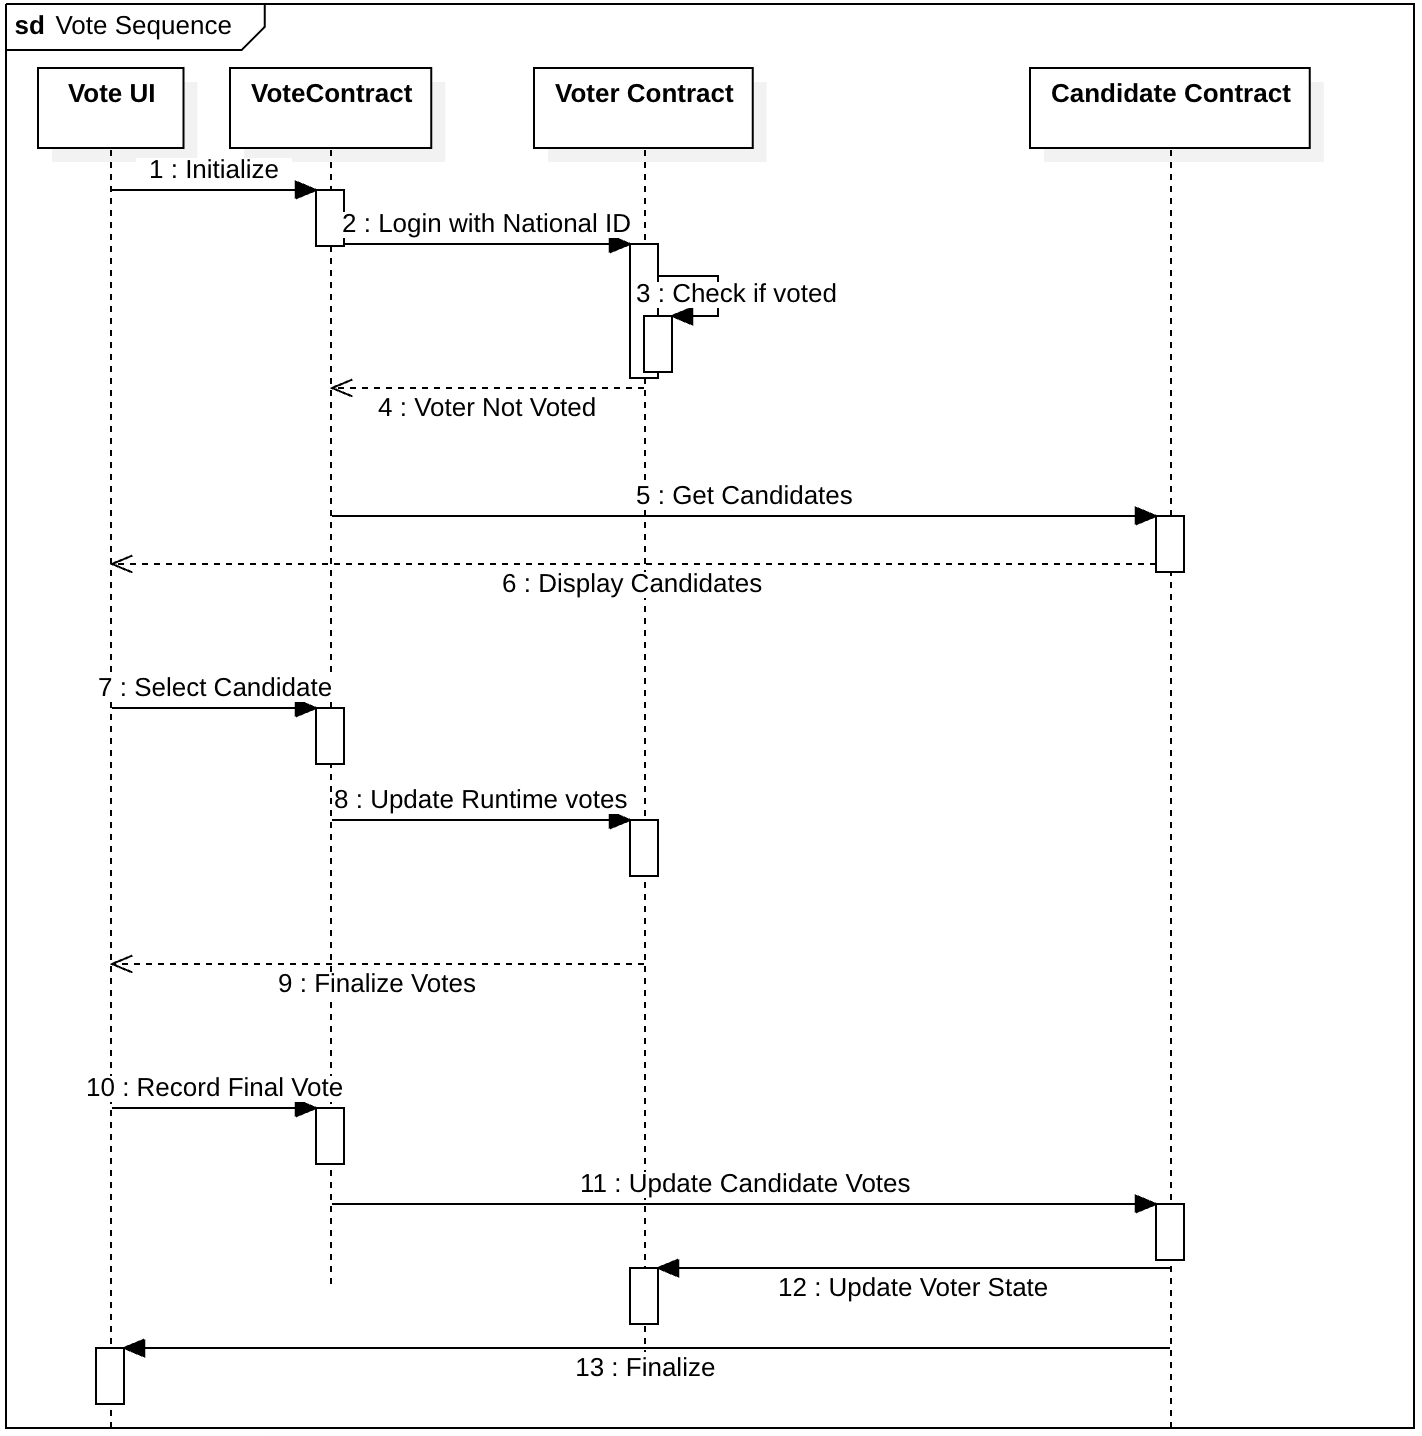 sd Vote Sequence
Vote UI
VoteContract
Voter Contract
Candidate Contract
1 : Initialize
2 : Login with National ID
3 : Check if voted
4 : Voter Not Voted
5 : Get Candidates
6 : Display Candidates
7 : Select Candidate
8 : Update Runtime votes
9 : Finalize Votes
10 : Record Final Vote
11 : Update Candidate Votes
12 : Update Voter State
13 : Finalize